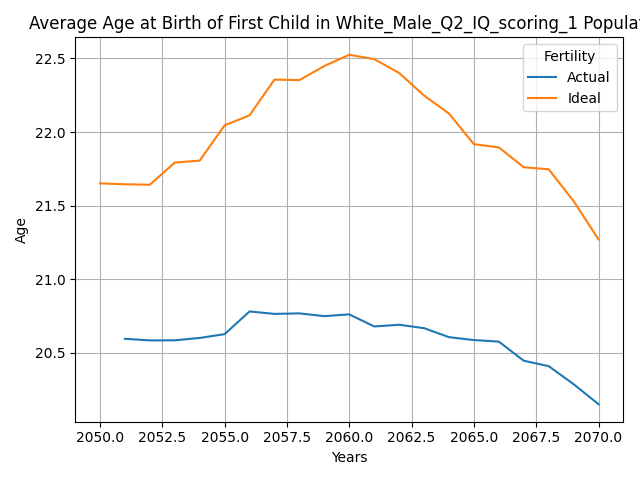 Average Age at Birth of First Child in White_Male_Q2_IQ_scoring_1 Populat
Fertility
Actual
Ideal
22.5
22.0
21.5
21.0
20.5
Age
2050.0 2052.5 2055.0 2057.5 2060.0 2062.5 2065.0 2067.5 2070.0
Years